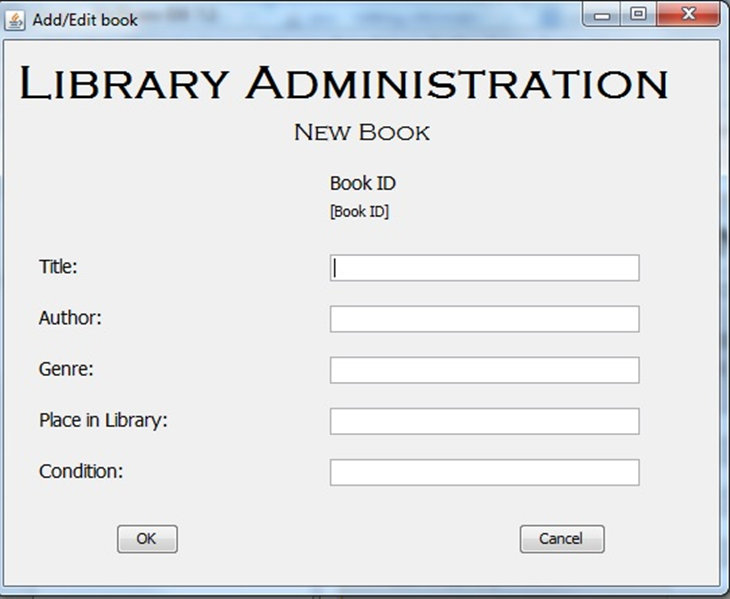 Add/Edit book
Library Administration
New Book
Book ID
[Book ID]
Title:
Author:
Genre:
Place in Library:
Condition:
OK Cancel